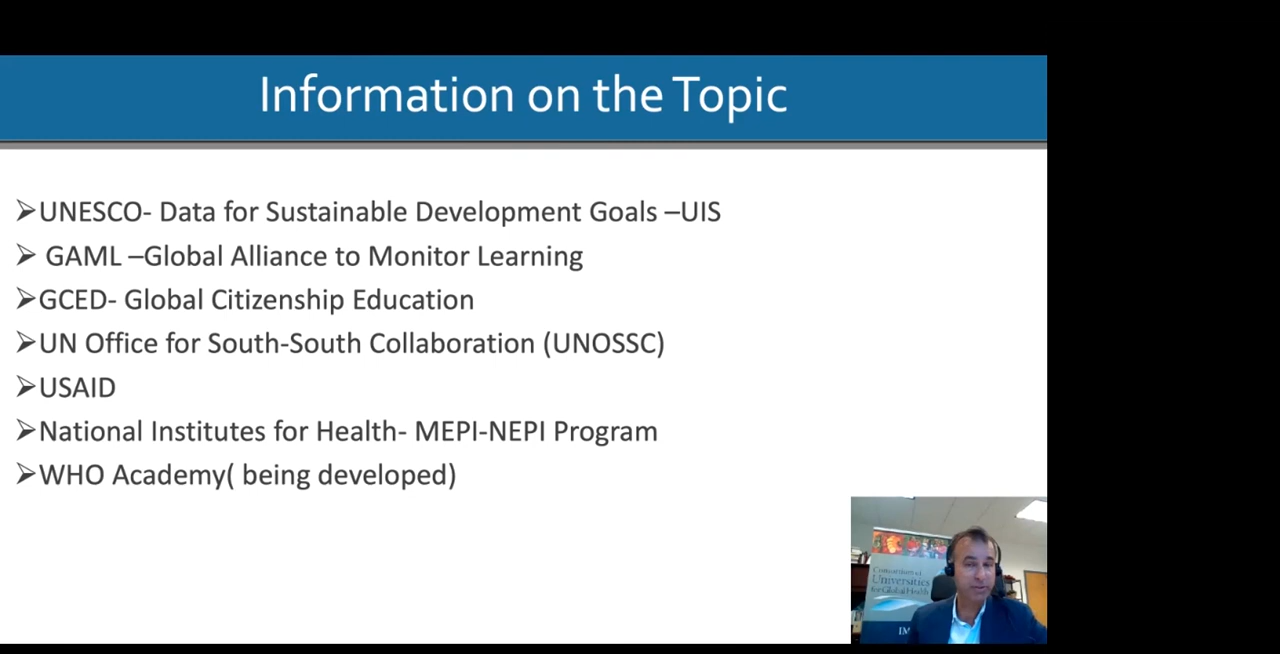 Information on the Topic
➢UNESCO- Data for Sustainable Development Goals –UIS
➢ GAML –Global Alliance to Monitor Learning
➢GCED- Global Citizenship Education
➢UN Office for South-South Collaboration (UNOSSC)
➢USAID
➢National Institutes for Health- MEPI-NEPI Program
➢WHO Academy( being developed)
Consortium of
Universities
for Global Health